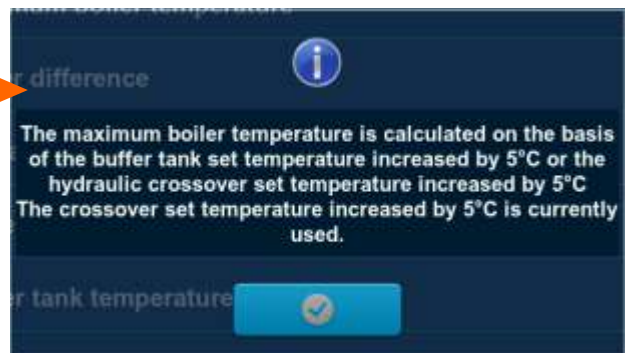 boiler temperature
difference
The maximum boiler temperature is calculated on the basis
of the buffer tank set temperature increased by 5°C or the
hydraulic crossover set temperature increased by 5°C
The crossover set temperature increased by 5°C is currently
used.
tank temperature